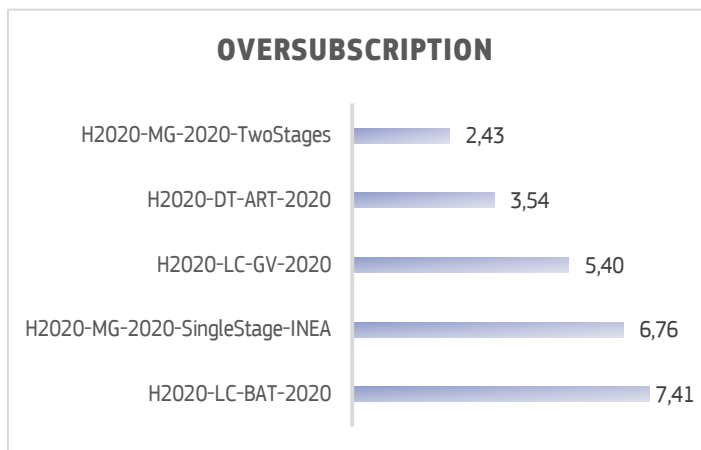 OVERSUBSCRIPTION
H2020-MG-2020-TwoStages 2,43
H2020-DT-ART-2020 3,54
H2020-LC-GV-2020 5,40
H2020-MG-2020-SingleStage-INEA 6,76
H2020-LC-BAT-2020 7,41